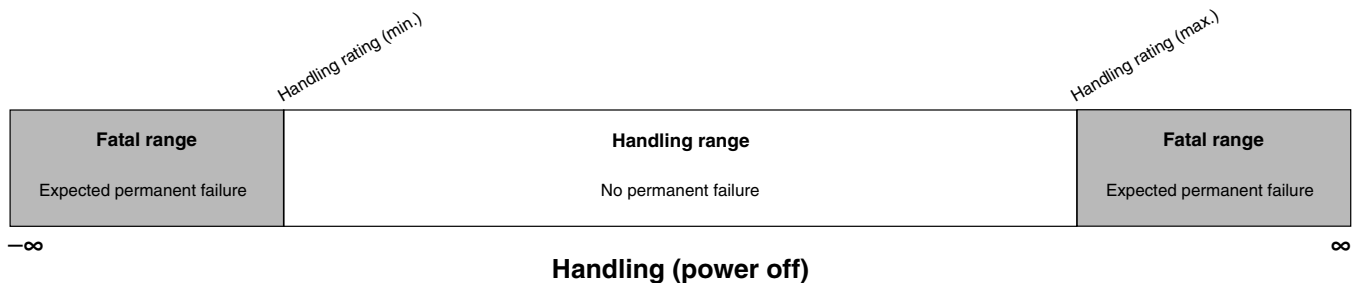 Handling rating (min.)
Handling rating (max.)
Fatal range
Expected permanent failure
Handling range
No permanent failure
Fatal range
Expected permanent failure
–∞
∞
Handling (power off)